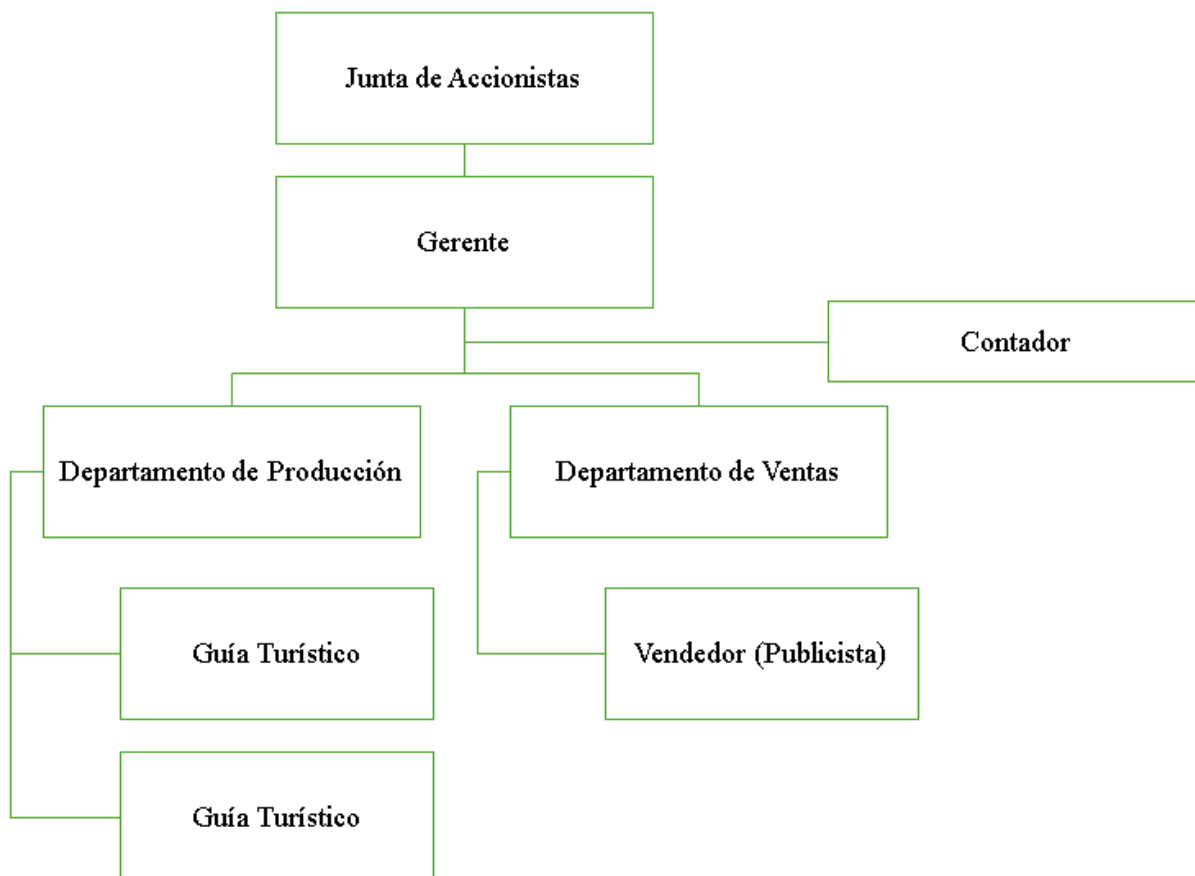 Junta de Accionistas
Gerente
Contador
Departamento de Producción
Departamento de Ventas
Guía Turístico
Vendedor (Publicista)
Guía Turístico